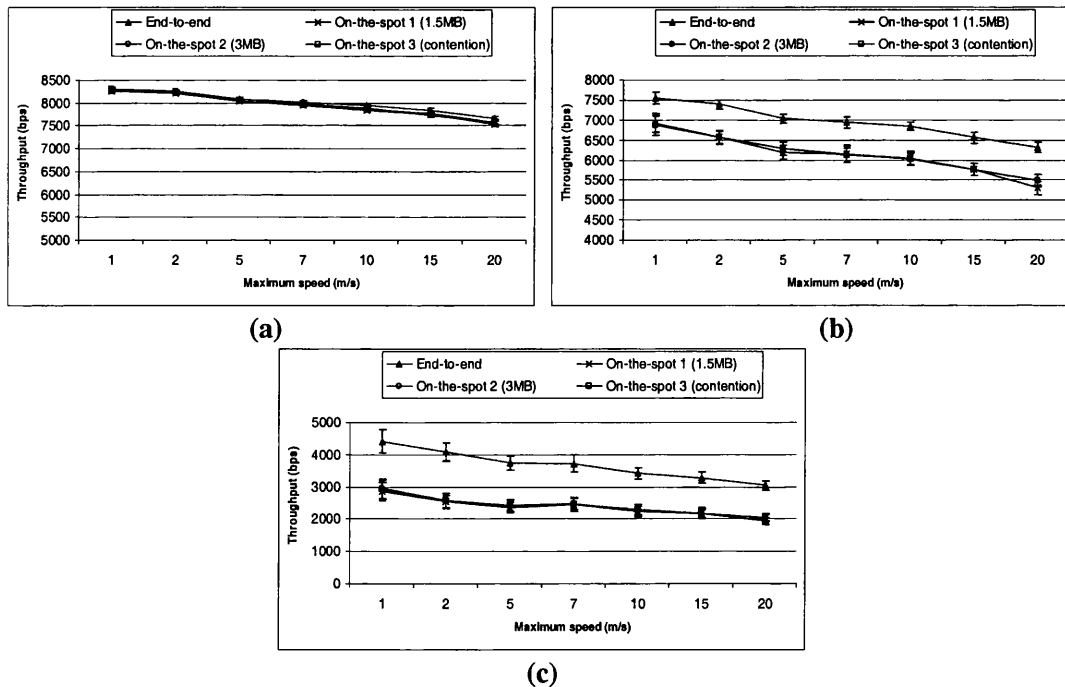 End-to-end
On-the-spot 1 (1.5MB)
On-the-spot 2 (3MB)
On-the-spot 3 (contention)
Throughput (bps)
8500
8000
7500
7000
6500
6000
5500
5000
1 2 5 7 10 15 20
Maximum speed (m/s)
(a)
End-to-end
On-the-spot 1 (1.5MB)
On-the-spot 2 (3MB)
On-the-spot 3 (contention)
Throughput (bps)
8000
7500
7000
6500
6000
5500
5000
4500
4000
1 2 5 7 10 15 20
Maximum speed (m/s)
(b)
End-to-end
On-the-spot 1 (1.5MB)
On-the-spot 2 (3MB)
On-the-spot 3 (contention)
Throughput (bps)
5000
4000
3000
2000
1000
0
1 2 5 7 10 15 20
Maximum speed (m/s)
(c)